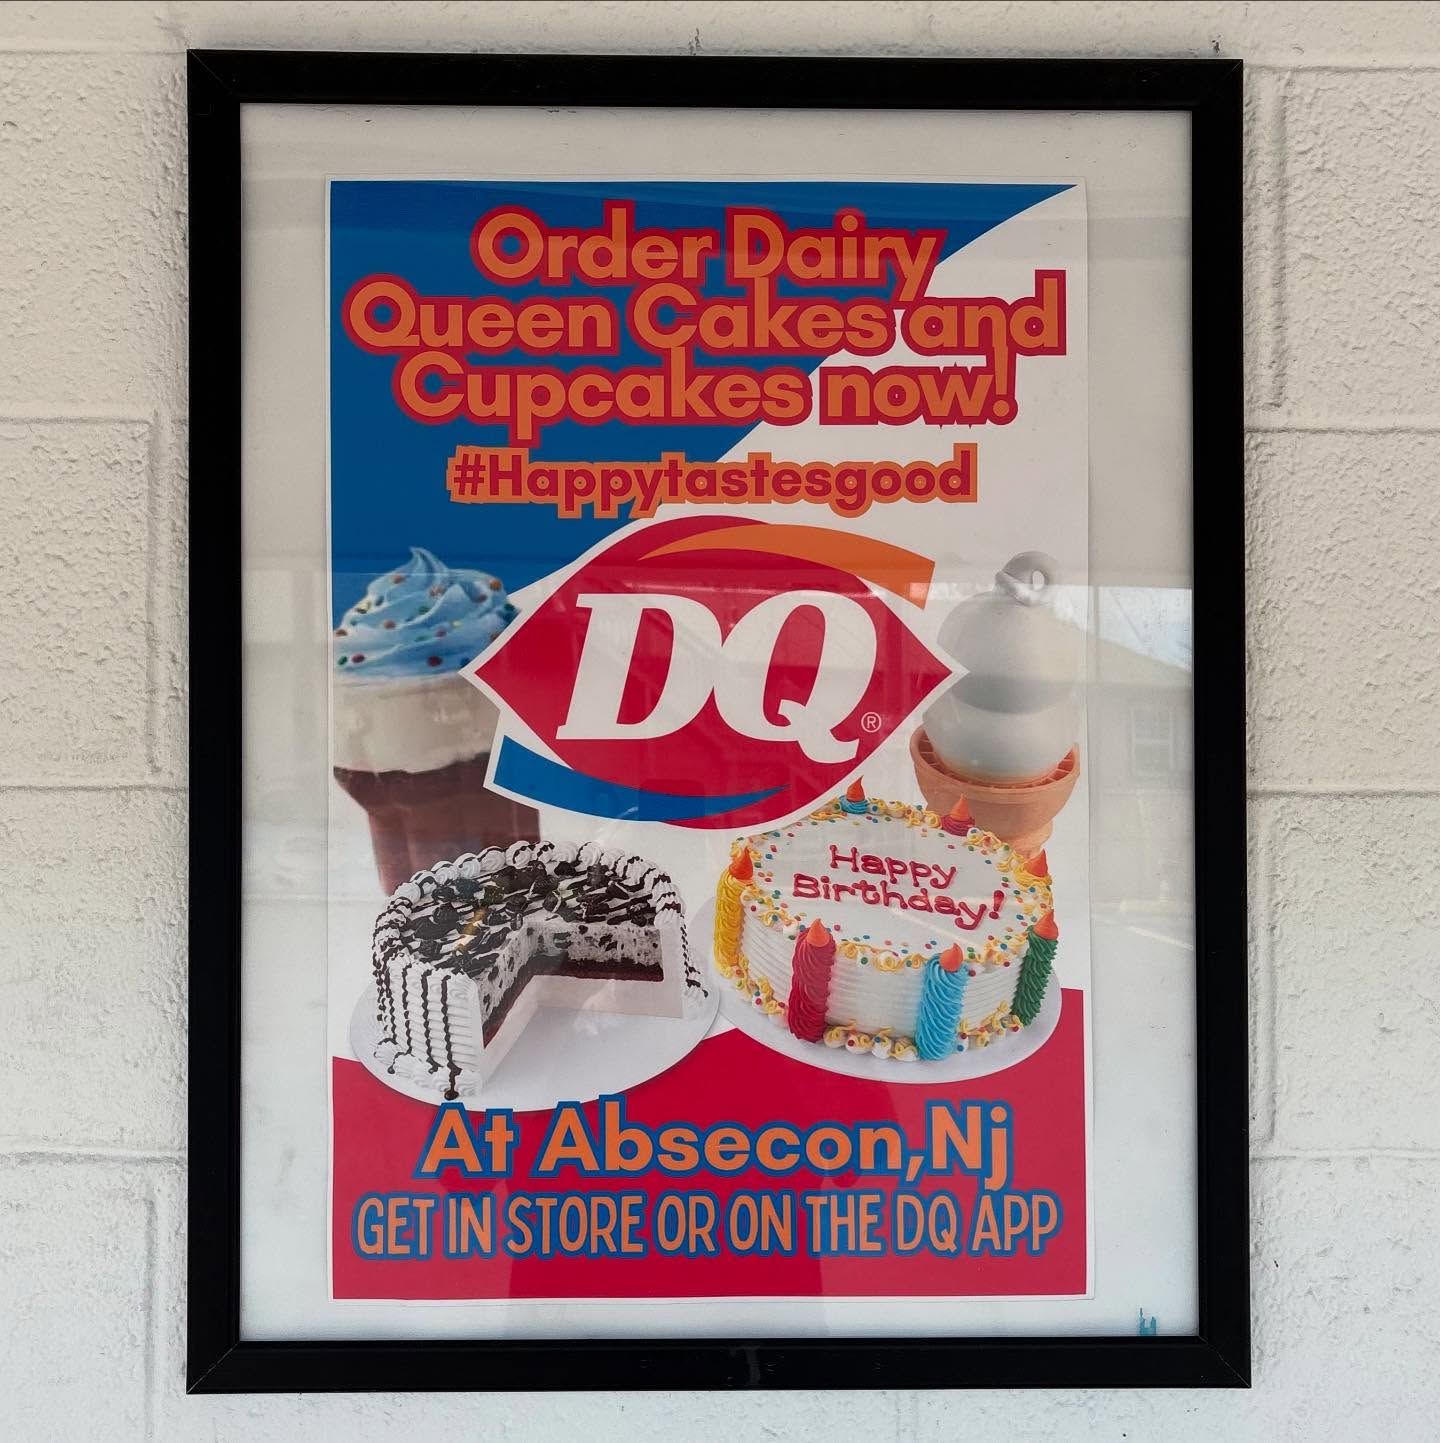 Order Dairy
Queen Cakes and
Cupcakes now!
#Happytastesgood
DQ®
Happy
Birthday!
At Absecon,Nj
GET IN STORE OR ON THE DQ APP